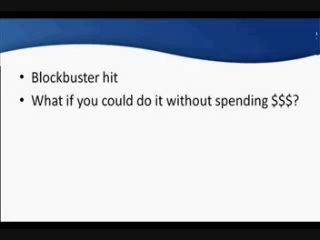 • Blockbuster hit
• What if you could do it without spending $$$?